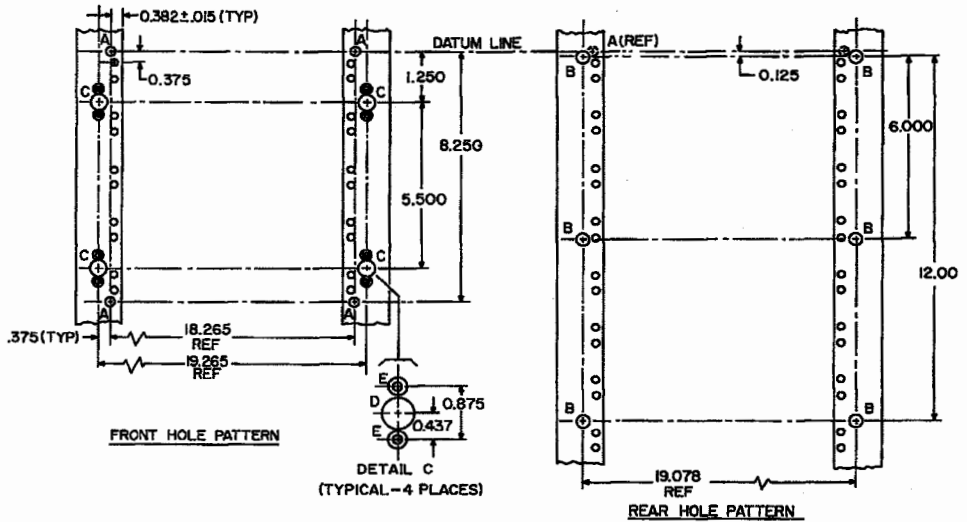 0.382±.015 (TYP)
A
A
0.375
C
C
1.250
8.250
5.500
C
C
A
A
.375 (TYP)
18.265
REF
19.265
REF
FRONT HOLE PATTERN
E
D
E
0.875
0.437
DETAIL C
(TYPICAL-4 PLACES)
DATUM LINE
A (REF)
B
B
0.125
6.000
B
B
12.00
B
B
19.078
REF
REAR HOLE PATTERN